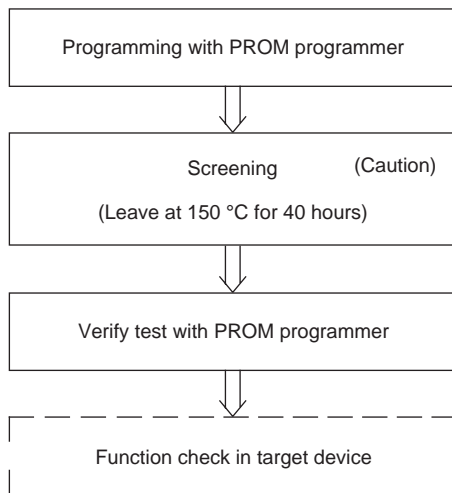 Programming with PROM programmer
Screening (Caution)
(Leave at 150 °C for 40 hours)
Verify test with PROM programmer
Function check in target device